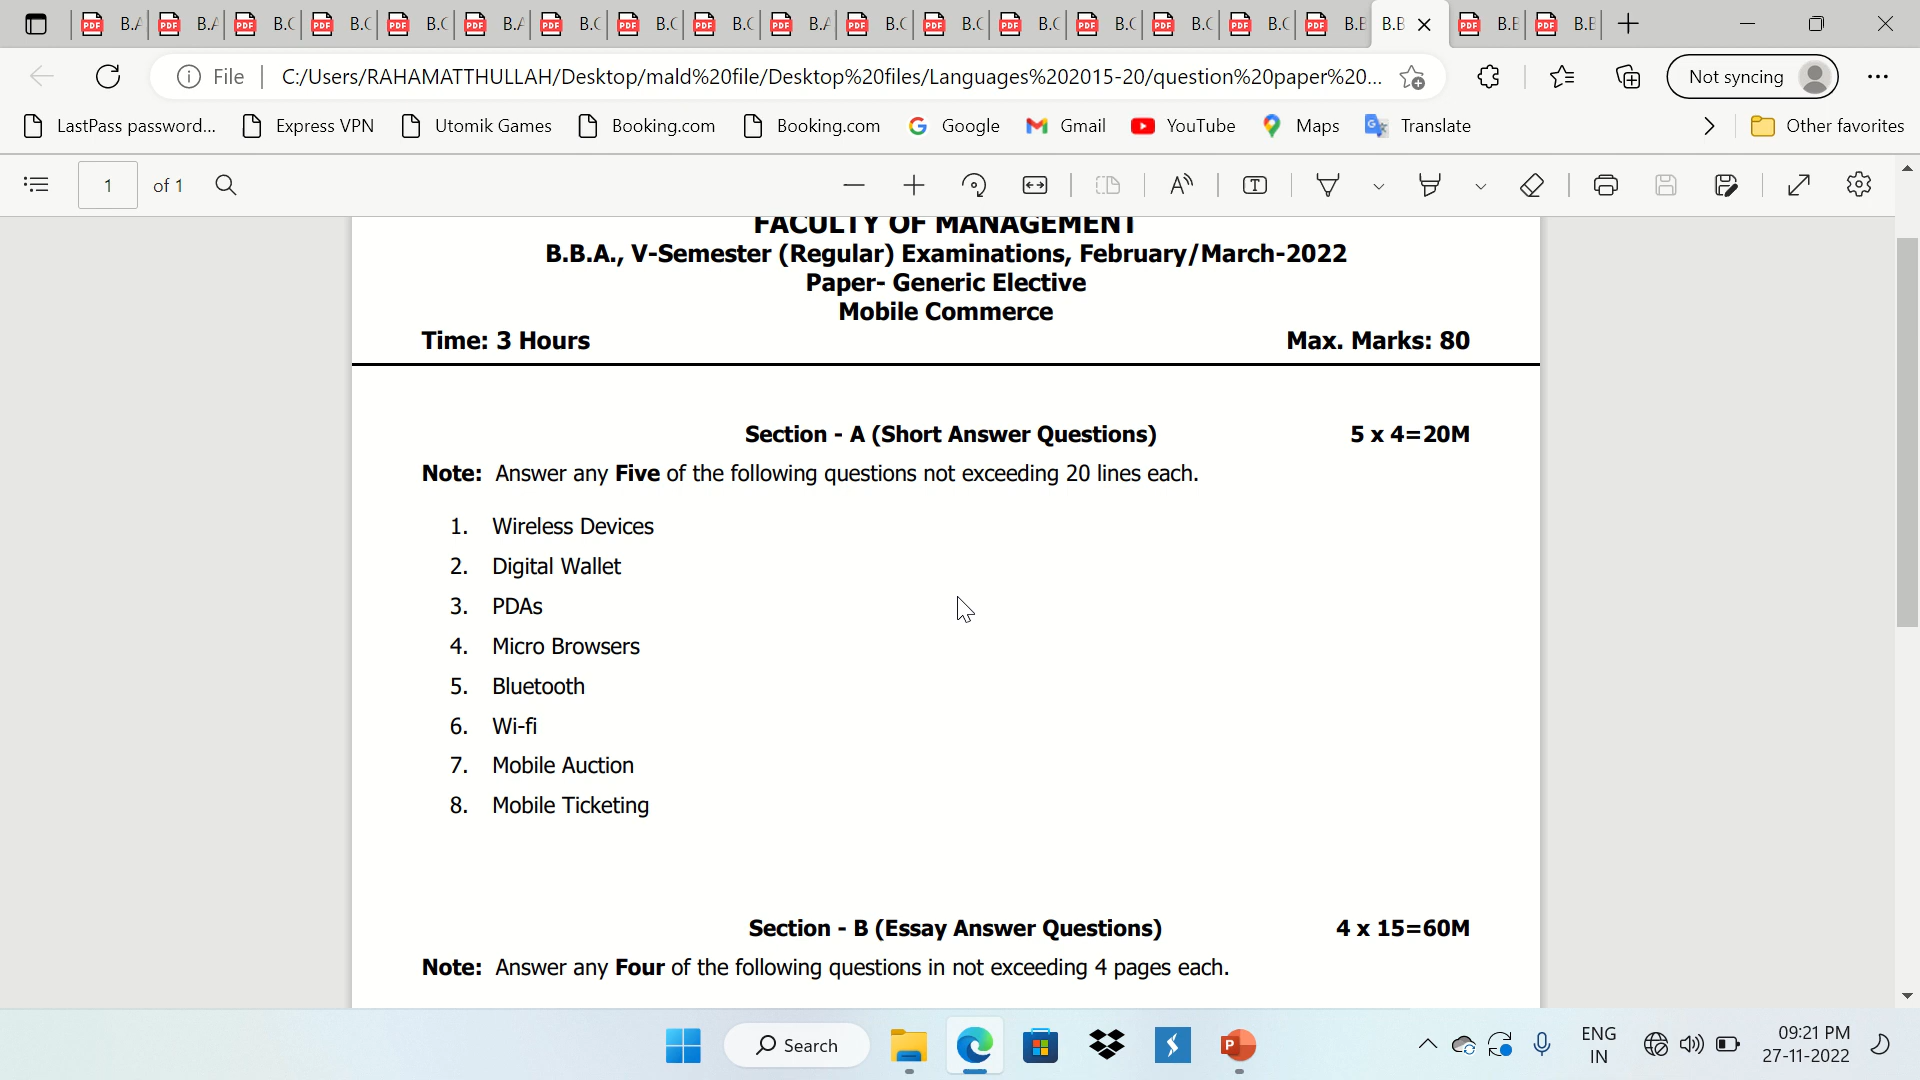 B.A B.A B.C B.C B.C B.A B.C B.C B.C B.A B.C B.C B.C B.C B.C B.C B.E B.B B.E B.E
File C:/Users/RAHAMATTHULLAH/Desktop/mald%20file/Desktop%20files/Languages%202015-20/question%20paper%20... Not syncing
LastPass password... Express VPN Utomik Games Booking.com Booking.com Google Gmail YouTube Maps Translate Other favorites
1 of 1
FACULTY OF MANAGEMENT
B.B.A., V-Semester (Regular) Examinations, February/March-2022
Paper- Generic Elective
Mobile Commerce
Time: 3 Hours Max. Marks: 80
Section - A (Short Answer Questions) 5 x 4=20M
Note: Answer any Five of the following questions not exceeding 20 lines each.
1. Wireless Devices
2. Digital Wallet
3. PDAs
4. Micro Browsers
5. Bluetooth
6. Wi-fi
7. Mobile Auction
8. Mobile Ticketing
Section - B (Essay Answer Questions) 4 x 15=60M
Note: Answer any Four of the following questions in not exceeding 4 pages each.
Search ENG 09:21 PM
IN 27-11-2022